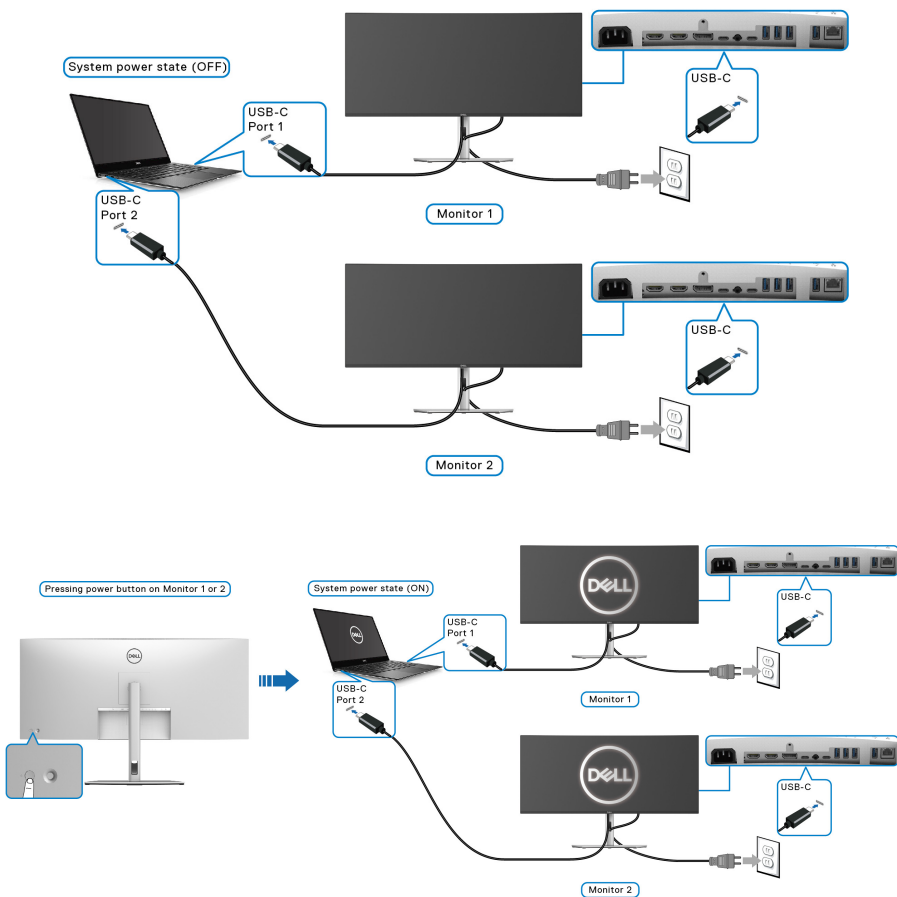 System power state (OFF)
USB-C
Port 1
USB-C
USB-C
Port 2
Monitor 1
USB-C
Monitor 2
Pressing power button on Monitor 1 or 2
System power state (ON)
DELL
DELL
DELL
USB-C
Port 1
USB-C
USB-C
Port 2
Monitor 1
DELL
USB-C
Monitor 2